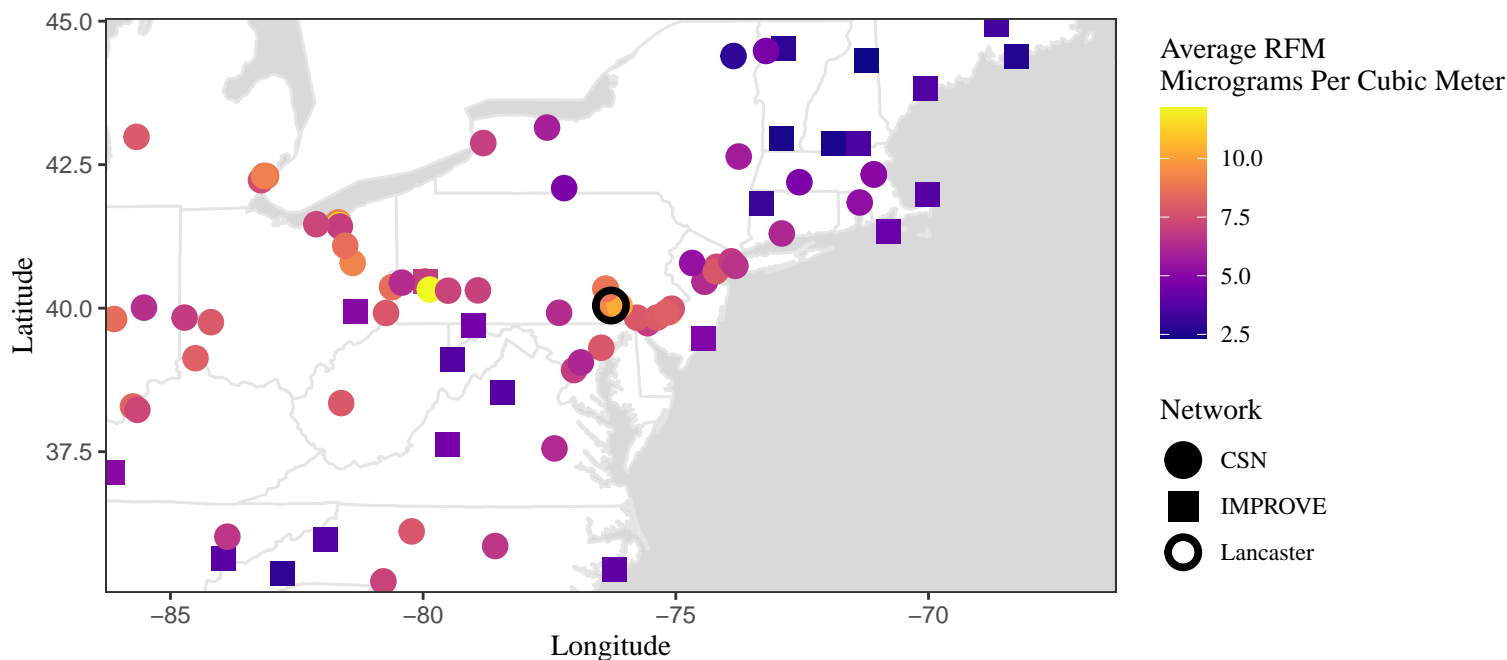 45.0
42.5
40.0
37.5
Latitude
−85
−80
−75
−70
Longitude
Average RFM
Micrograms Per Cubic Meter
10.0
7.5
5.0
2.5
Network
CSN
IMPROVE
Lancaster